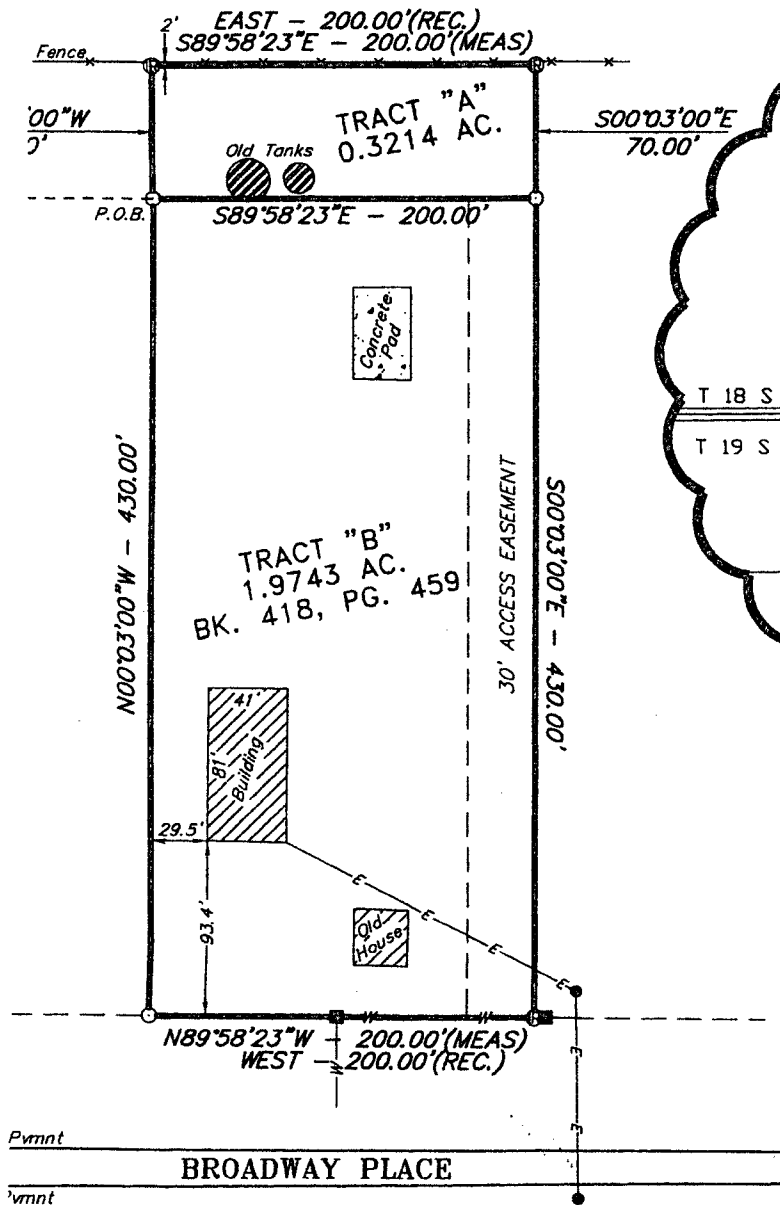 2'
EAST - 200.00'(REC.)
S89°58'23"E - 200.00'(MEAS)
Fence
'00"W
0'
TRACT "A"
0.3214 AC.
S00°03'00"E
70.00'
Old Tanks
P.O.B.
S89°58'23"E - 200.00'
Concrete
Pad
T 18 S
T 19 S
N00°03'00"W - 430.00'
30' ACCESS EASEMENT
S00°03'00"E - 430.00'
TRACT "B"
1.9743 AC.
BK. 418, PG. 459
41'
81'
Building
29.5'
93.4'
E
E
E
E
Old
House
W
W
N89°58'23"W - 200.00'(MEAS)
WEST - 200.00'(REC.)
W
E
E
Pvmnt
BROADWAY PLACE
Pvmnt